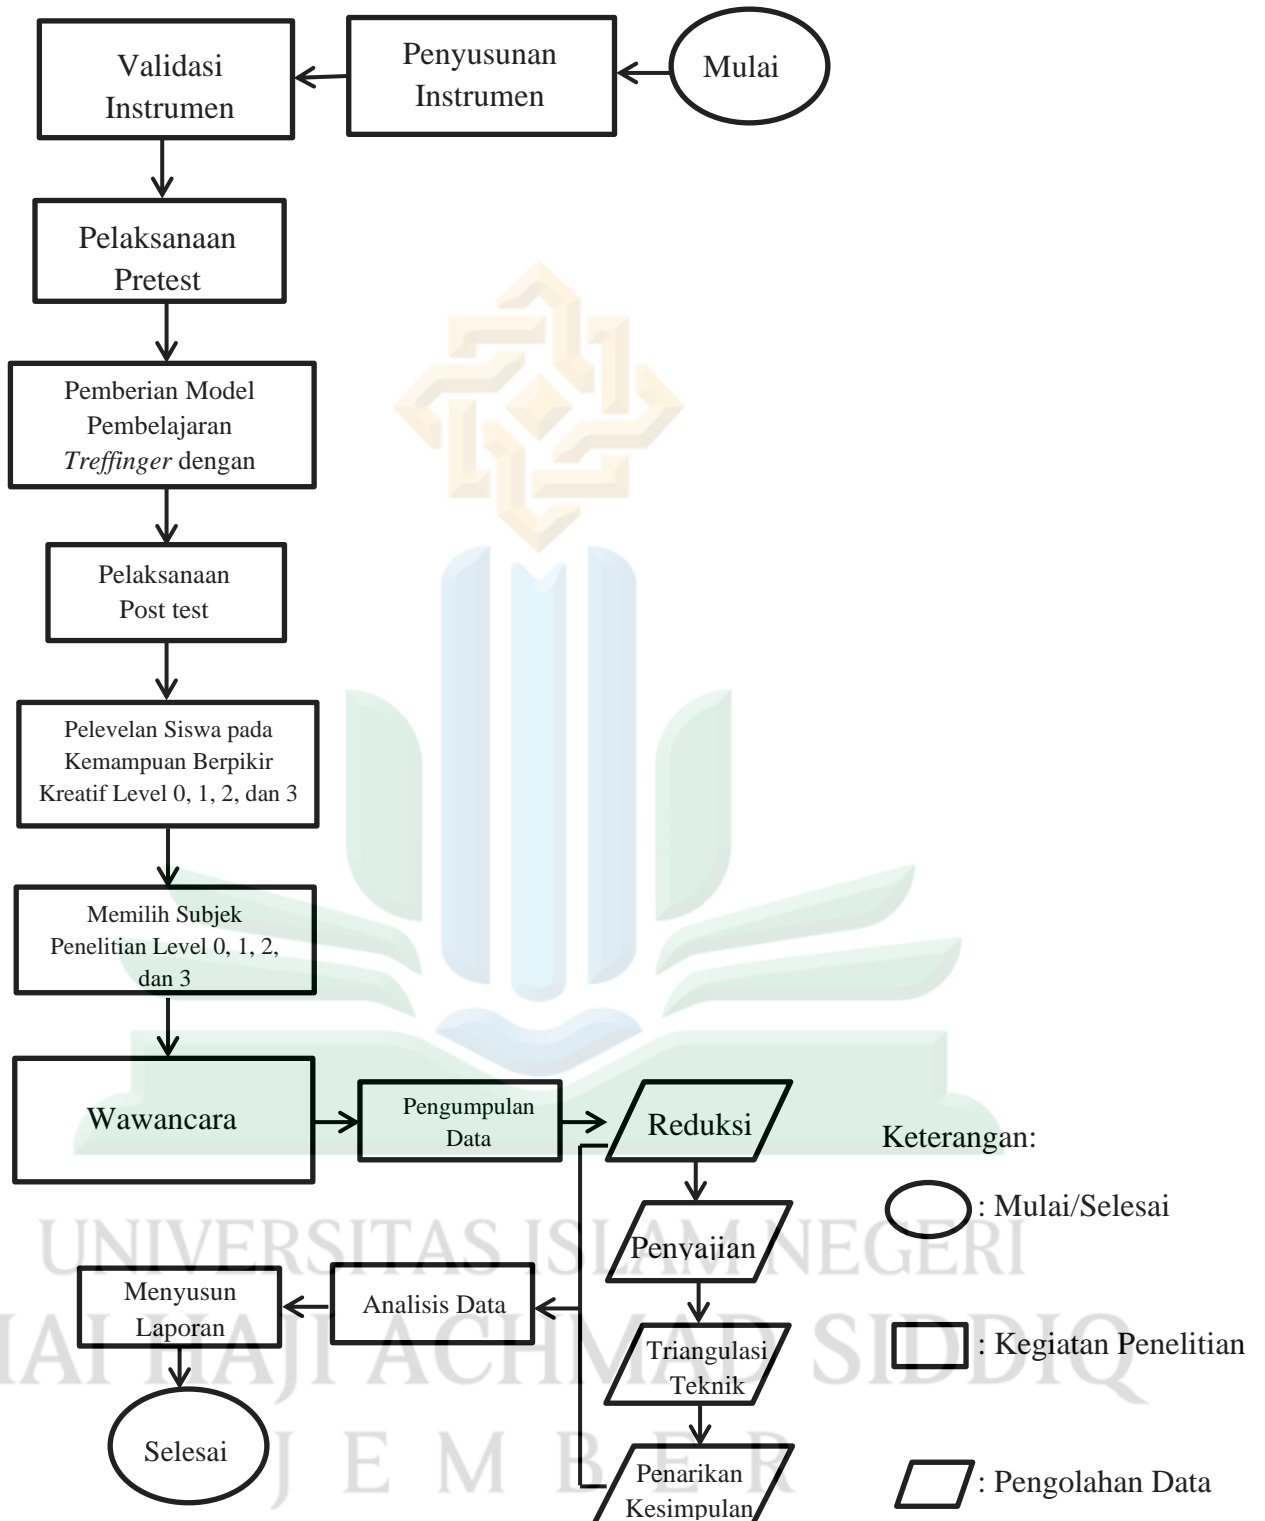 Mulai
Penyusunan
Instrumen
Validasi
Instrumen
Pelaksanaan
Pretest
Pemberian Model
Pembelajaran
Treffinger dengan
Pelaksanaan
Post test
Pelevelan Siswa pada
Kemampuan Berpikir
Kreatif Level 0, 1, 2, dan 3
Memilih Subjek
Penelitian Level 0, 1, 2,
dan 3
Wawancara
Pengumpulan
Data
Reduksi
Penyajian
Triangulasi
Teknik
Penarikan
Kesimpulan
Analisis Data
Menyusun
Laporan
Selesai
Keterangan:
: Mulai/Selesai
: Kegiatan Penelitian
: Pengolahan Data
UNIVERSITAS ISLAM NEGERI
HAI HAJI ACHMAD SIDDIQ
JEMBER